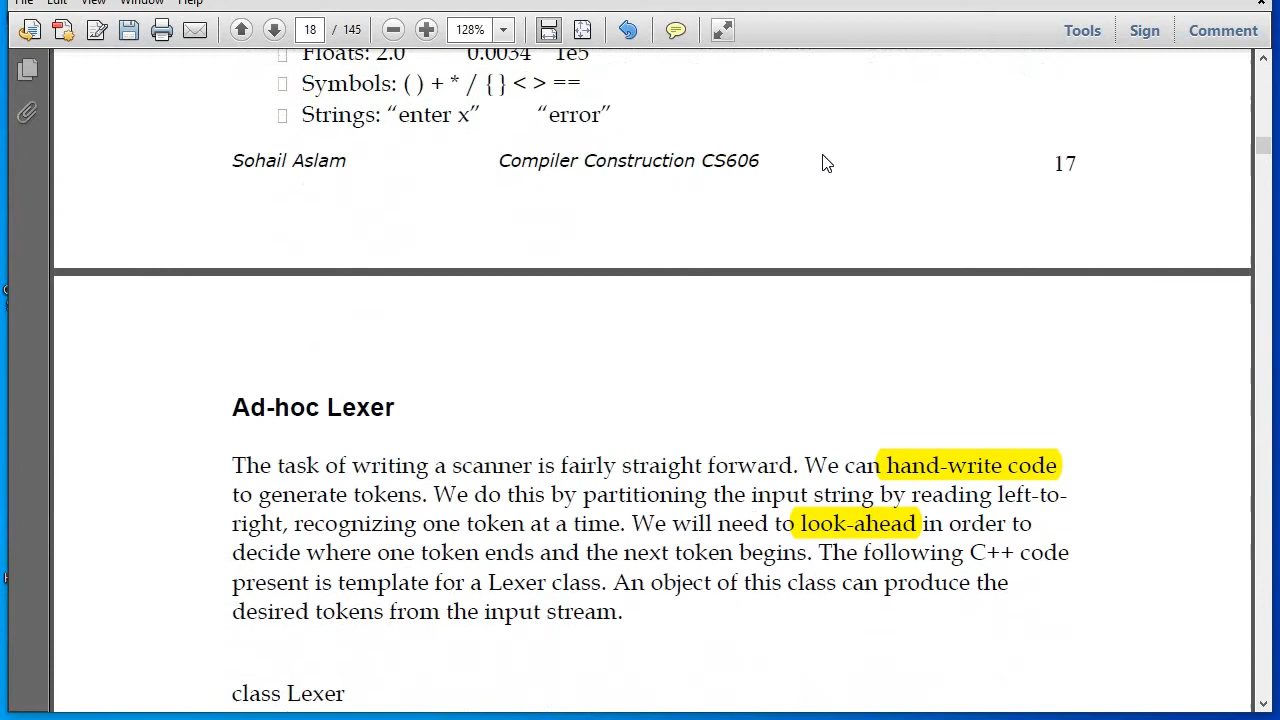 File Edit View Window Help
18 / 145 128% Tools Sign Comment
Floats: 2.0 0.0034 1e5
Symbols: ( ) + * / { } < > ==
Strings: “enter x” “error”
Sohail Aslam Compiler Construction CS606 17
Ad-hoc Lexer
The task of writing a scanner is fairly straight forward. We can hand-write code
to generate tokens. We do this by partitioning the input string by reading left-to-
right, recognizing one token at a time. We will need to look-ahead in order to
decide where one token ends and the next token begins. The following C++ code
present is template for a Lexer class. An object of this class can produce the
desired tokens from the input stream.
class Lexer